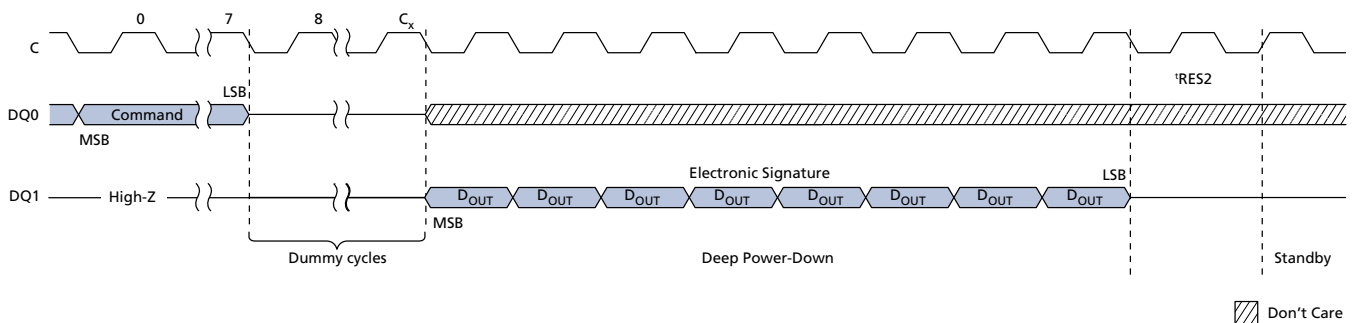 0 7 8 Cx
C
tRES2
LSB
DQ0 Command
MSB
Electronic Signature LSB
DQ1 High-Z DOUT DOUT DOUT DOUT DOUT DOUT DOUT DOUT
MSB
Dummy cycles Deep Power-Down Standby
Don't Care